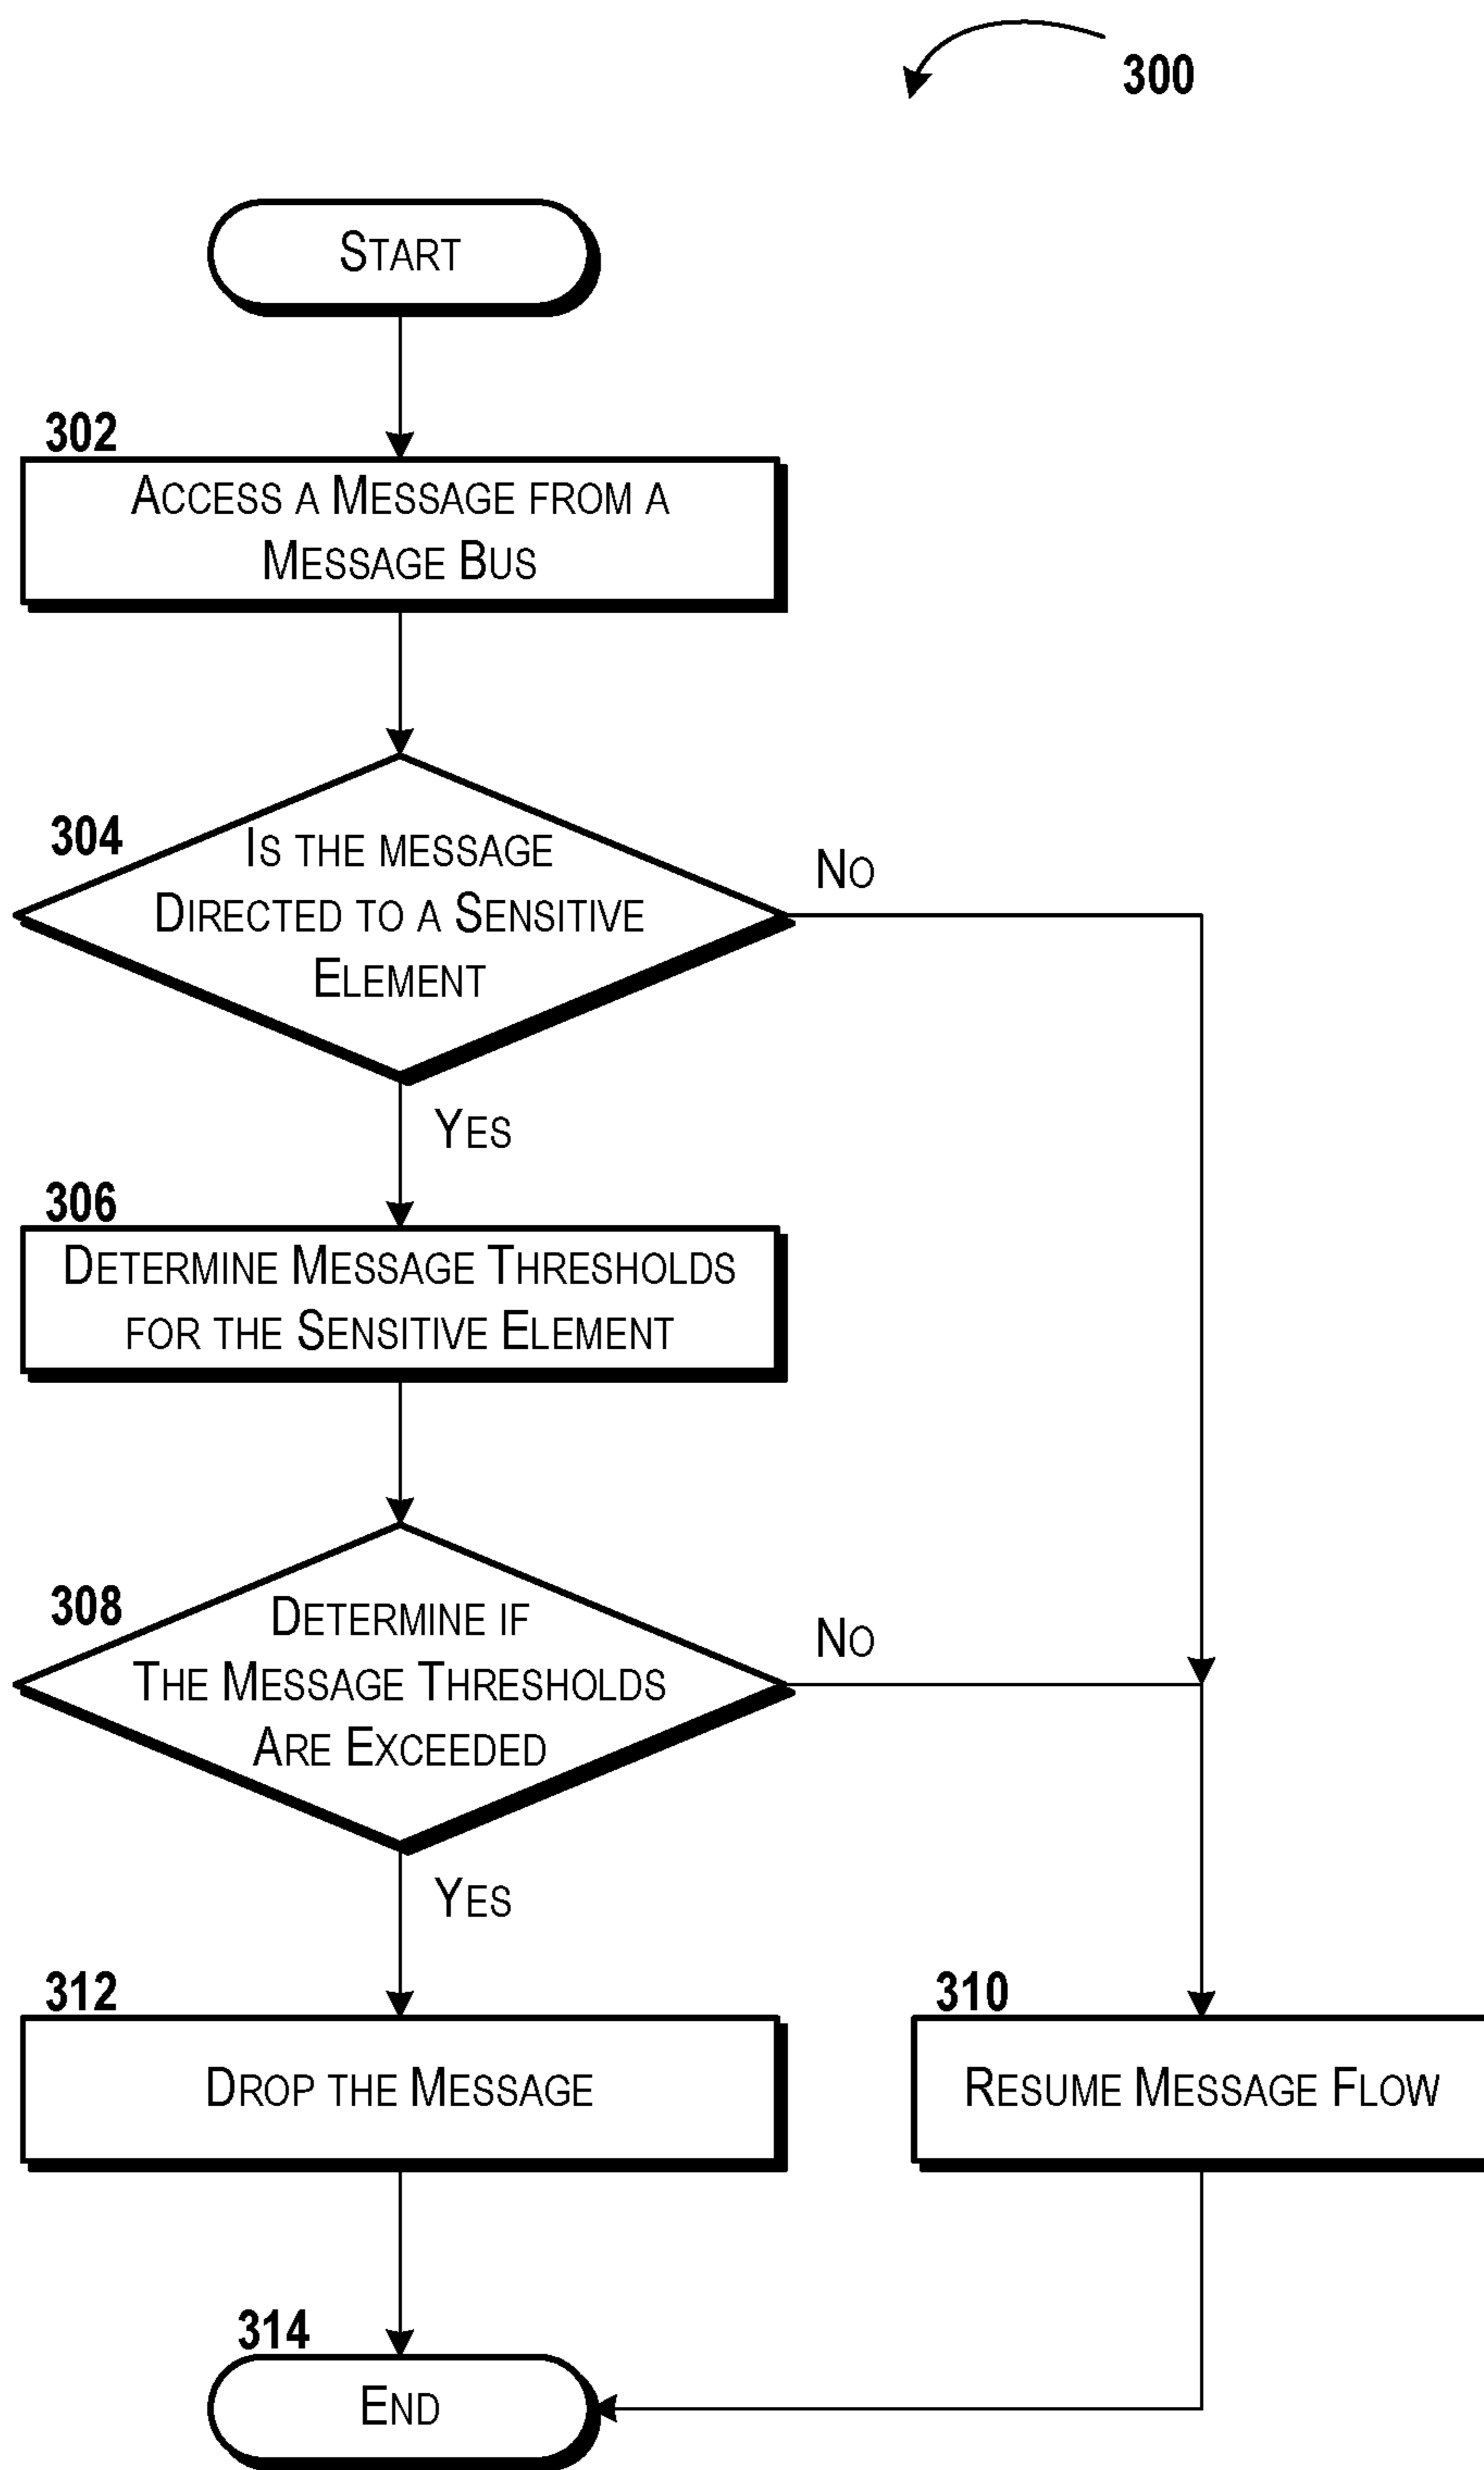 300
START
302
ACCESS A MESSAGE FROM A
MESSAGE BUS
304
IS THE MESSAGE
DIRECTED TO A SENSITIVE
ELEMENT
NO
YES
306
DETERMINE MESSAGE THRESHOLDS
FOR THE SENSITIVE ELEMENT
308
DETERMINE IF
THE MESSAGE THRESHOLDS
ARE EXCEEDED
NO
YES
312
DROP THE MESSAGE
310
RESUME MESSAGE FLOW
314
END